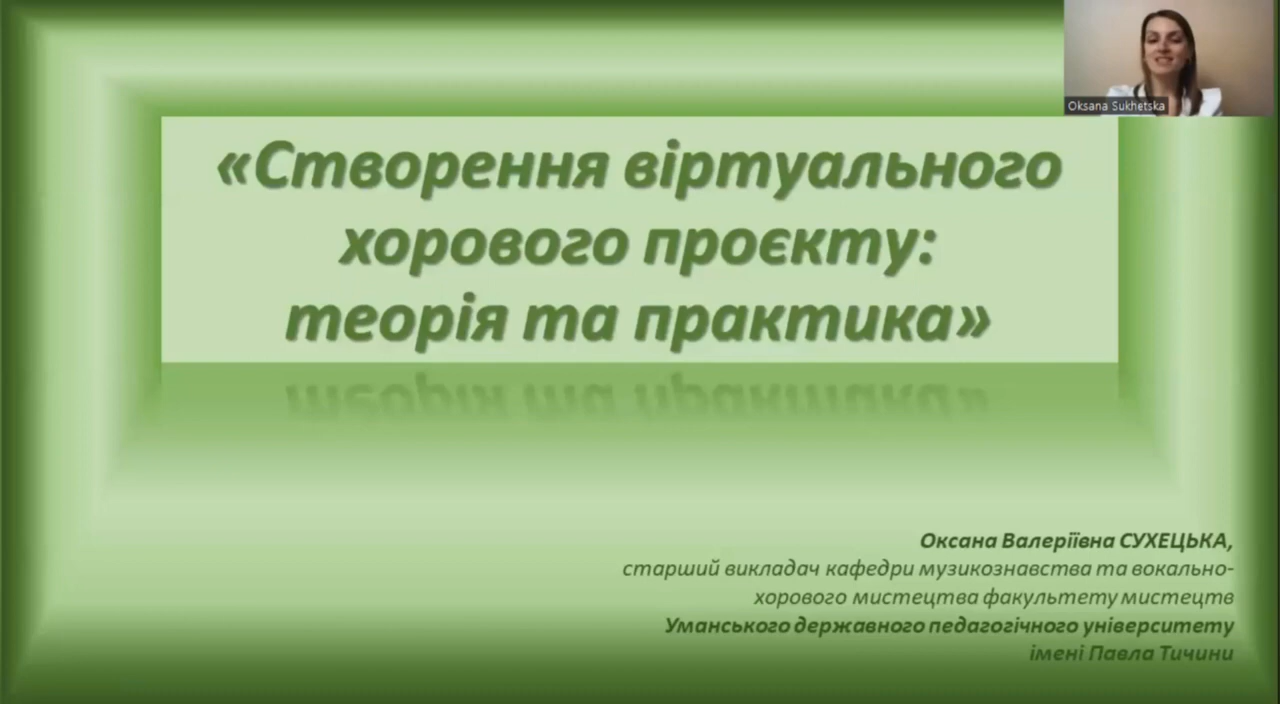 Oksana Sukhetska
«Створення віртуального
хорового проєкту:
теорія та практика»
Оксана Валеріївна СУХЕЦЬКА,
старший викладач кафедри музикознавства та вокально-
хорового мистецтва факультету мистецтв
Уманського державного педагогічного університету
імені Павла Тичини